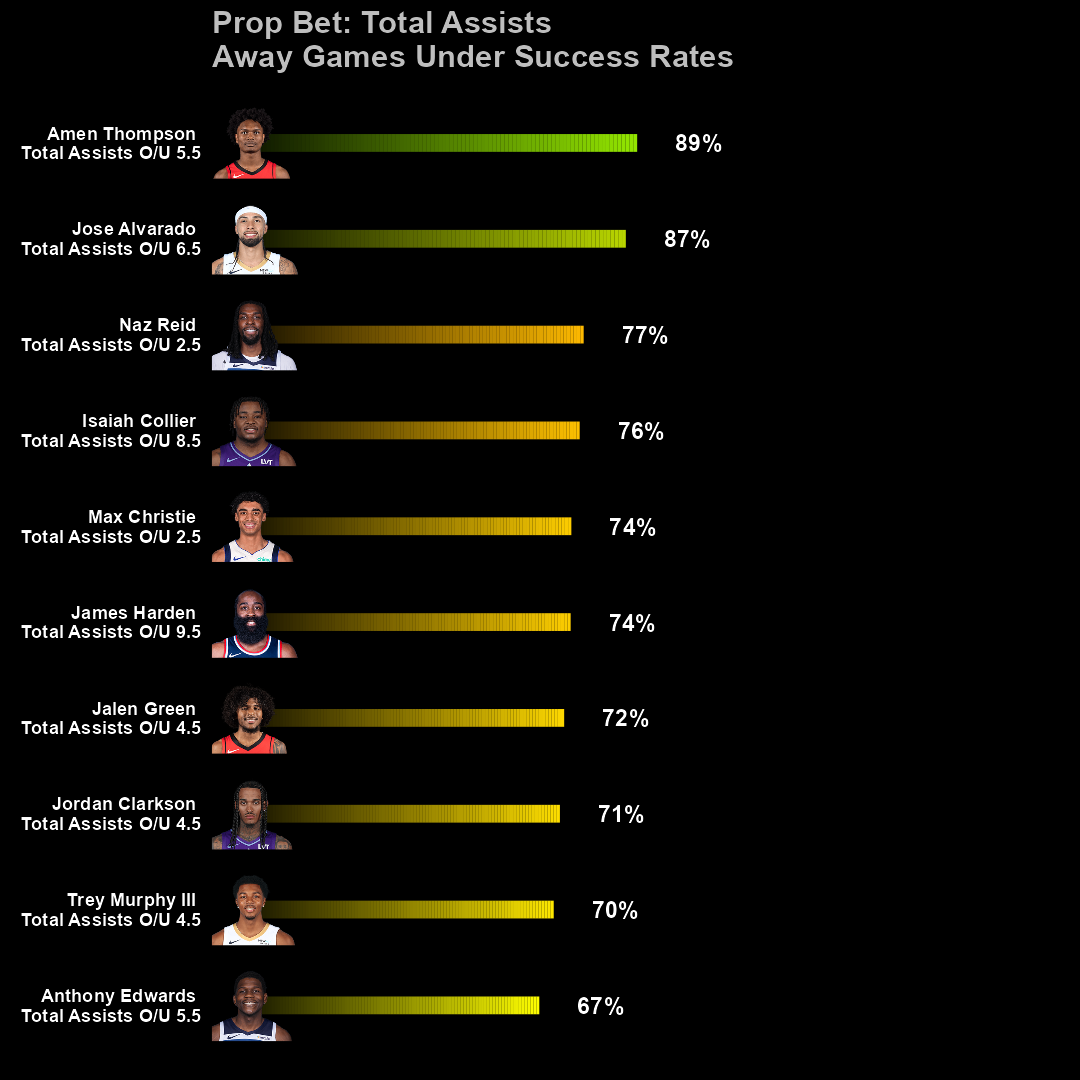 Prop Bet: Total Assists
Away Games Under Success Rates
Amen Thompson
Total Assists O/U 5.5
89%
Jose Alvarado
Total Assists O/U 6.5
87%
Naz Reid
Total Assists O/U 2.5
77%
Isaiah Collier
Total Assists O/U 8.5
76%
Max Christie
Total Assists O/U 2.5
74%
James Harden
Total Assists O/U 9.5
74%
Jalen Green
Total Assists O/U 4.5
72%
Jordan Clarkson
Total Assists O/U 4.5
71%
Trey Murphy III
Total Assists O/U 4.5
70%
Anthony Edwards
Total Assists O/U 5.5
67%